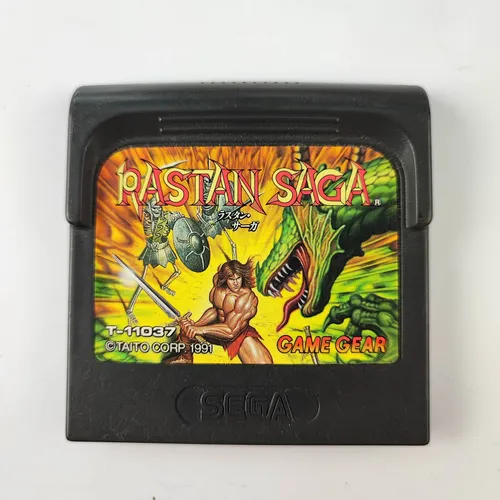 RASTAN SAGA®
ラスタン・
サーガ
T-11037
©TAITO CORP. 1991
GAME GEAR
SEGA